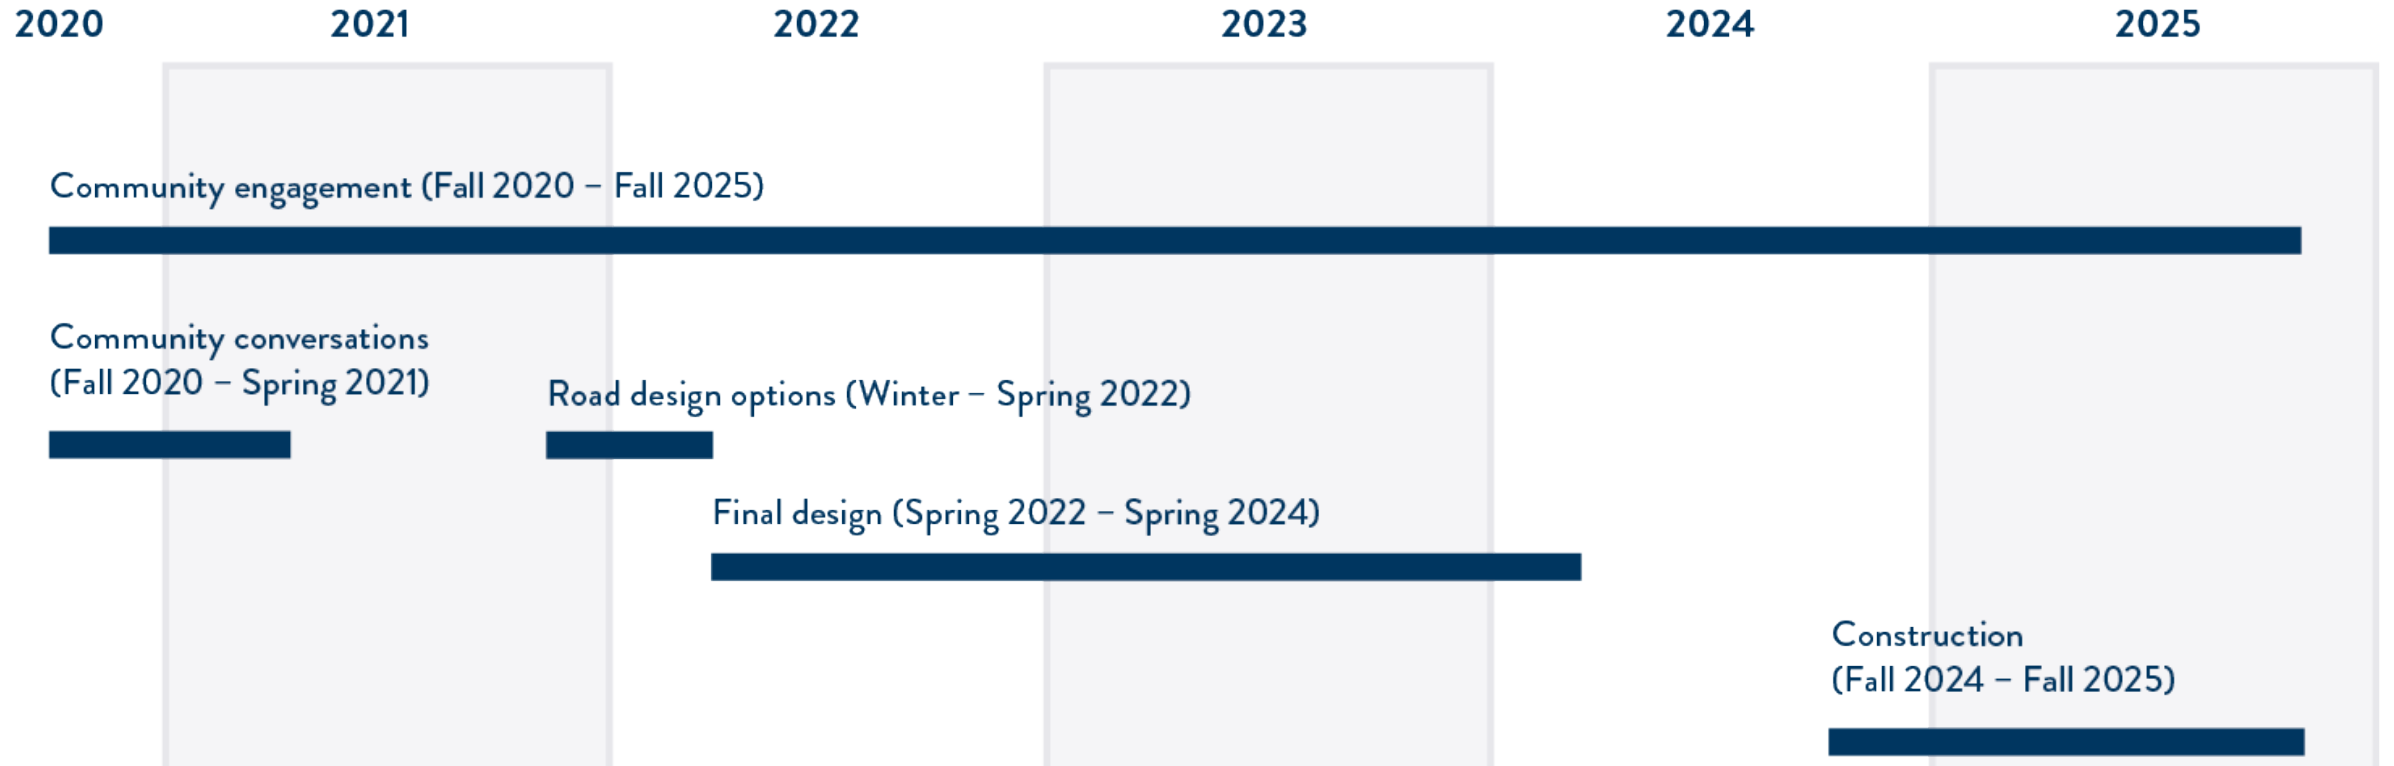 2020 2021 2022 2023 2024 2025
Community engagement (Fall 2020 – Fall 2025)
Community conversations
(Fall 2020 – Spring 2021)
Road design options (Winter – Spring 2022)
Final design (Spring 2022 – Spring 2024)
Construction
(Fall 2024 – Fall 2025)